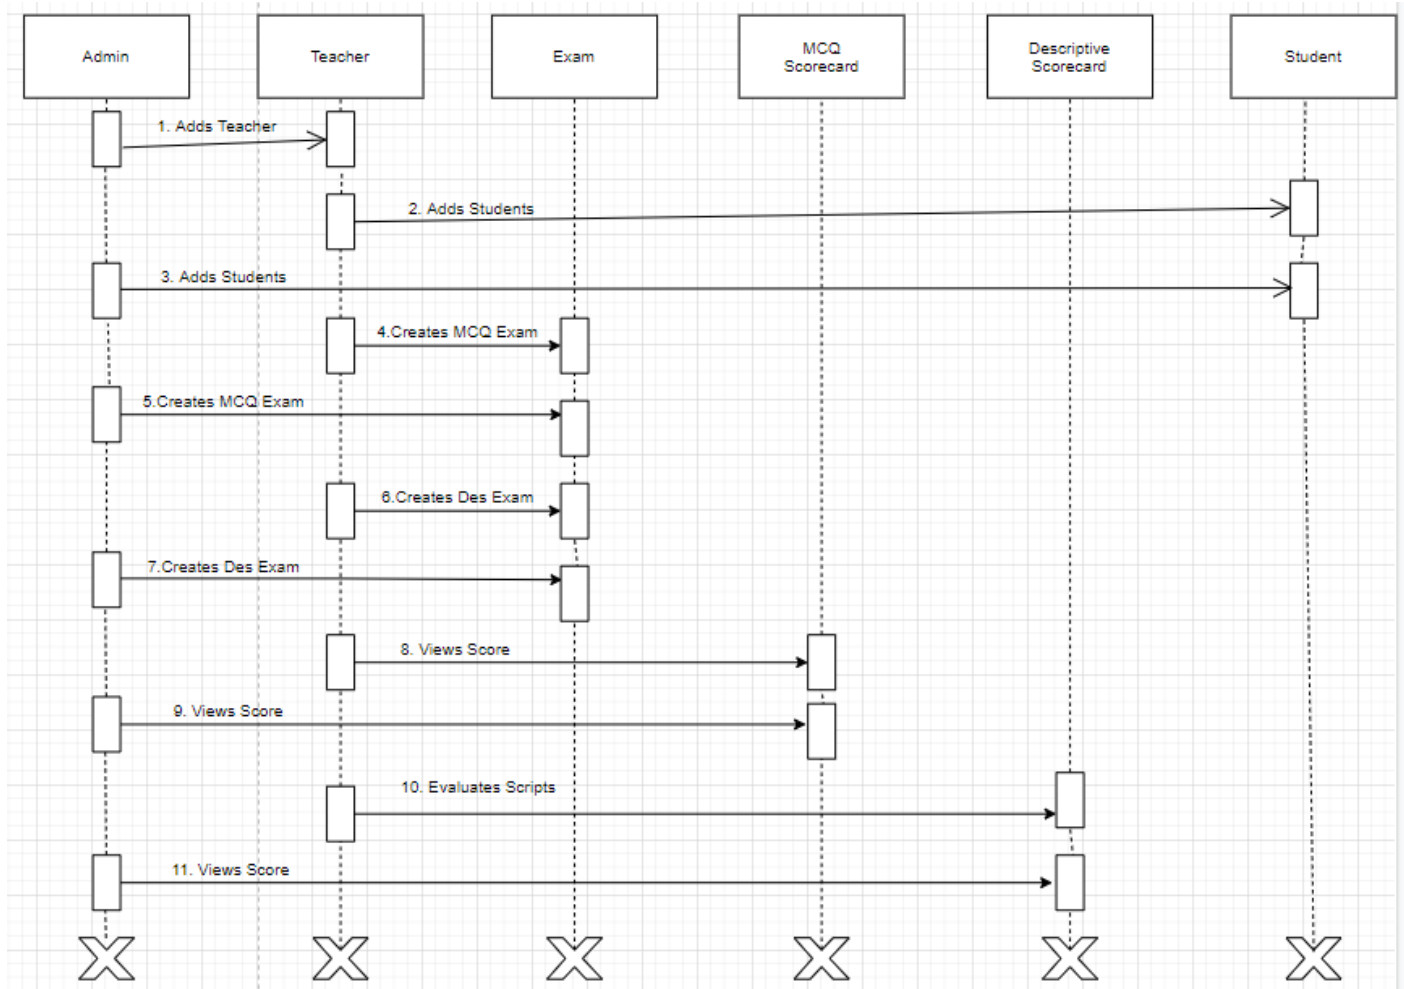 Admin
Teacher
Exam
MCQ
Scorecard
Descriptive
Scorecard
Student
1. Adds Teacher
2. Adds Students
3. Adds Students
4.Creates MCQ Exam
5.Creates MCQ Exam
6.Creates Des Exam
7.Creates Des Exam
8. Views Score
9. Views Score
10. Evaluates Scripts
11. Views Score